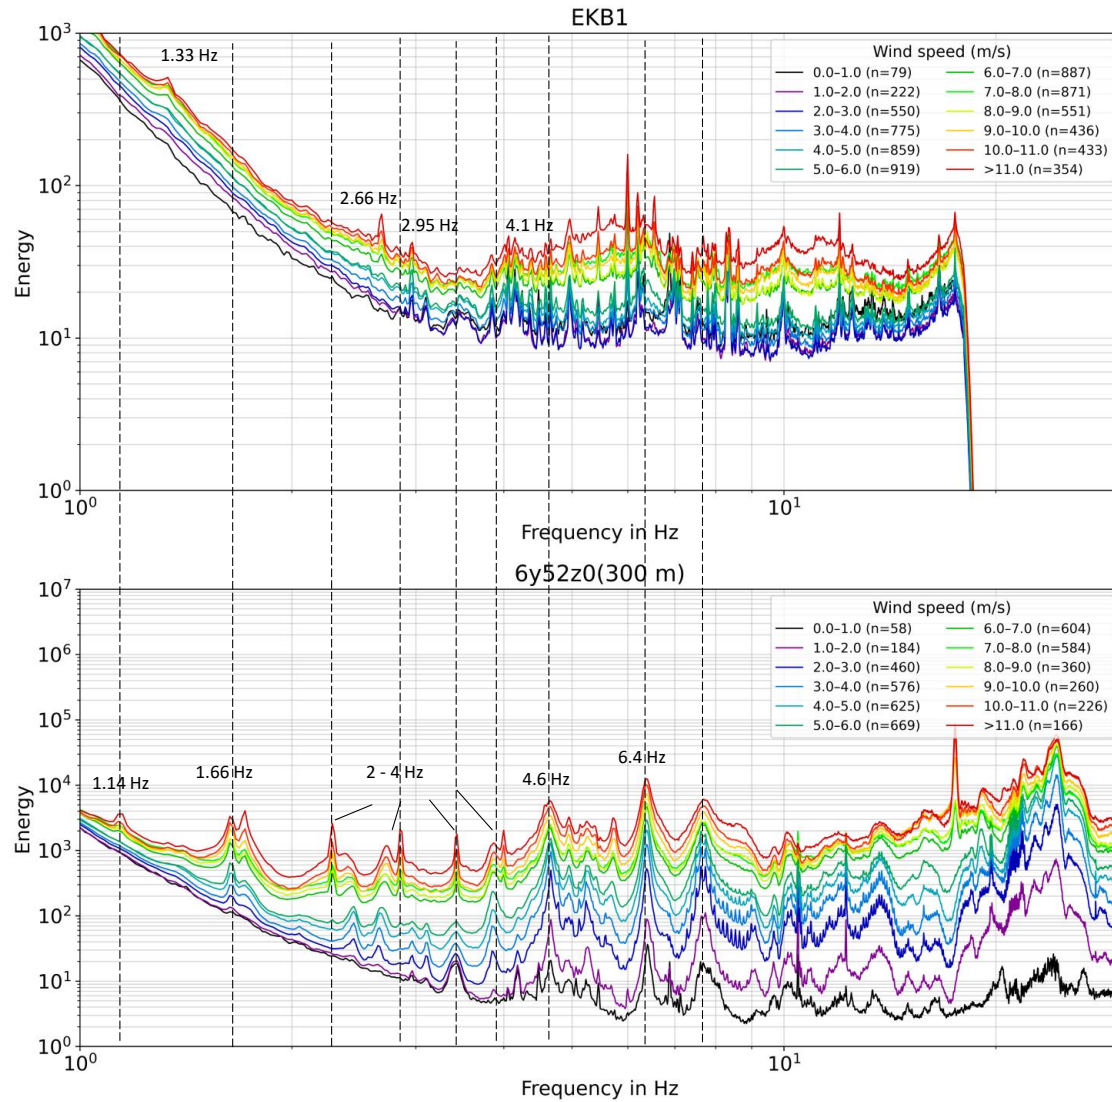 EKB1
10³
1.33 Hz
Wind speed (m/s)
0.0–1.0 (n=79)
6.0–7.0 (n=887)
1.0–2.0 (n=222)
7.0–8.0 (n=871)
2.0–3.0 (n=550)
8.0–9.0 (n=551)
3.0–4.0 (n=775)
9.0–10.0 (n=436)
4.0–5.0 (n=859)
10.0–11.0 (n=433)
5.0–6.0 (n=919)
>11.0 (n=354)
10²
2.66 Hz
2.95 Hz
4.1 Hz
Energy
10¹
10⁰
10⁰
10¹
Frequency in Hz
6y52z0(300 m)
10⁷
Wind speed (m/s)
0.0–1.0 (n=58)
6.0–7.0 (n=604)
1.0–2.0 (n=184)
7.0–8.0 (n=584)
2.0–3.0 (n=460)
8.0–9.0 (n=360)
3.0–4.0 (n=576)
9.0–10.0 (n=260)
4.0–5.0 (n=625)
10.0–11.0 (n=226)
5.0–6.0 (n=669)
>11.0 (n=166)
10⁶
10⁵
1.14 Hz
1.66 Hz
2 - 4 Hz
4.6 Hz
6.4 Hz
10⁴
Energy
10³
10²
10¹
10⁰
10⁰
10¹
Frequency in Hz